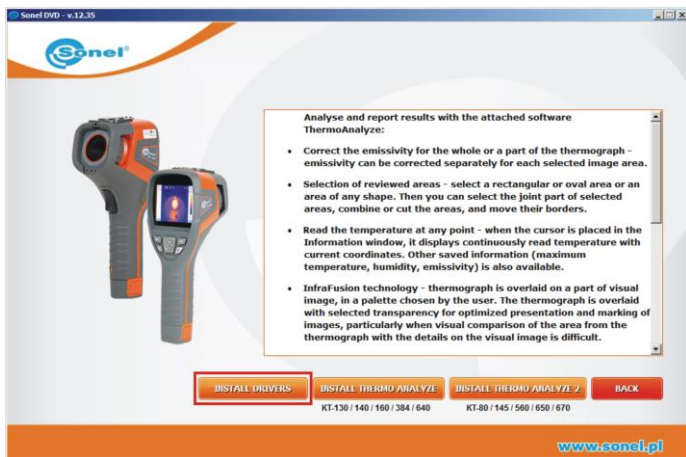 Sonel DVD - v.12.35
Sonel®
Analyse and report results with the attached software
ThermoAnalyze:
• Correct the emissivity for the whole or a part of the thermograph -
emissivity can be corrected separately for each selected image area.
• Selection of reviewed areas - select a rectangular or oval area or an
area of any shape. Then you can select the joint part of selected
areas, combine or cut the areas, and move their borders.
• Read the temperature at any point - when the cursor is placed in the
Information window, it displays continuously read temperature with
current coordinates. Other saved information (maximum
temperature, humidity, emissivity) is also available.
• InfraFusion technology - thermograph is overlaid on a part of visual
image, in a palette chosen by the user. The thermograph is overlaid
with selected transparency for optimized presentation and marking of
images, particularly when visual comparison of the area from the
thermograph with the details on the visual image is difficult.
INSTALL DRIVERS INSTALL THERMO ANALYZE INSTALL THERMO ANALYZE 2 BACK
KT-130 / 140 / 160 / 384 / 640 KT-80 / 145 / 560 / 650 / 670
www.sonel.pl